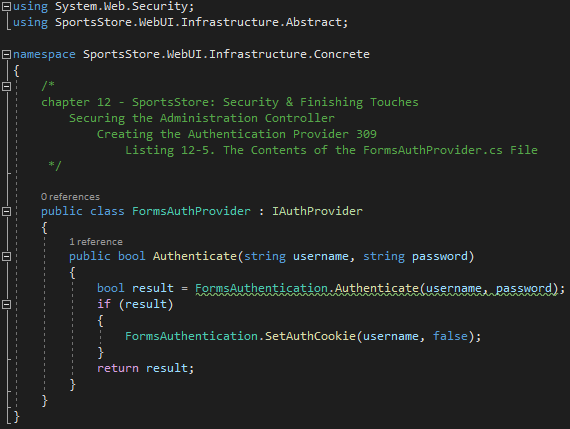 using System.Web.Security;
using SportsStore.WebUI.Infrastructure.Abstract;
namespace SportsStore.WebUI.Infrastructure.Concrete
{
/*
chapter 12 - SportsStore: Security & Finishing Touches
Securing the Administration Controller
Creating the Authentication Provider 309
Listing 12-5. The Contents of the FormsAuthProvider.cs File
*/
0 references
public class FormsAuthProvider : IAuthProvider
{
1 reference
public bool Authenticate(string username, string password)
{
bool result = FormsAuthentication.Authenticate(username, password);
if (result)
{
FormsAuthentication.SetAuthCookie(username, false);
}
return result;
}
}
}